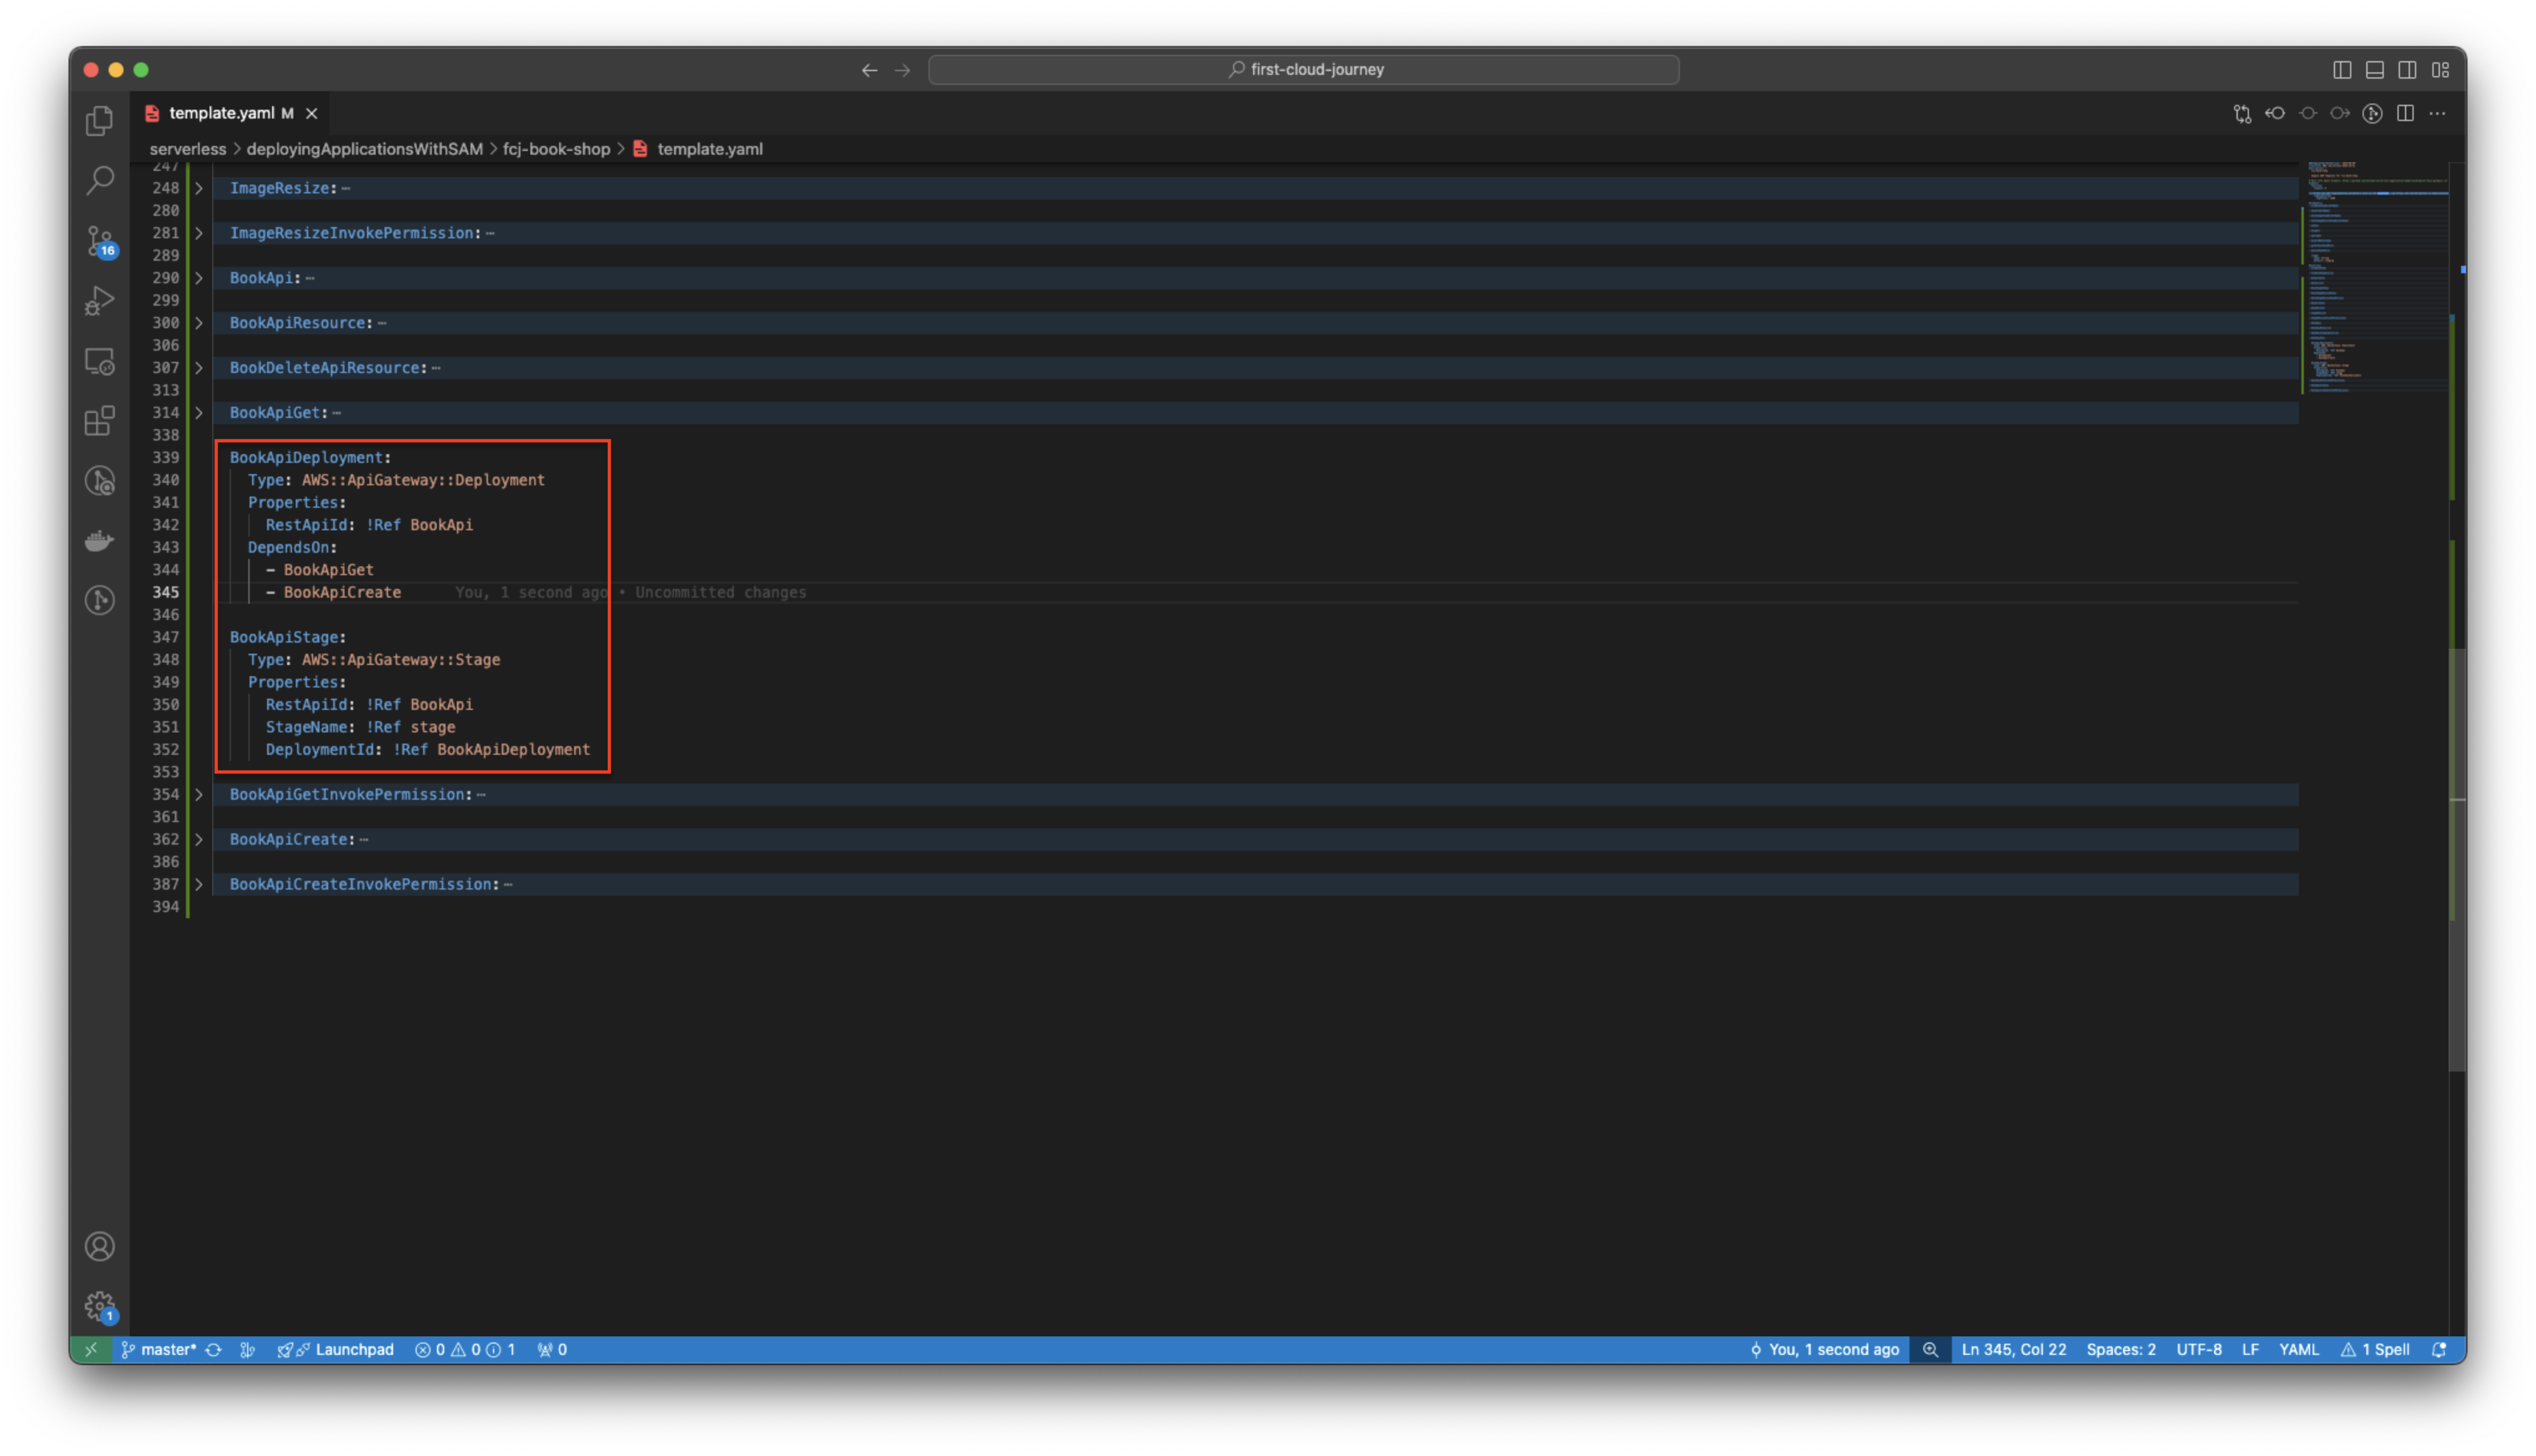 first-cloud-journey
template.yaml M
serverless > deployingApplicationsWithSAM > fcj-book-shop > template.yaml
247
248 > ImageResize:
280
281 > ImageResizeInvokePermission:
289
290 > BookApi:
299
300 > BookApiResource:
306
307 > BookDeleteApiResource:
313
314 > BookApiGet:
338
339 BookApiDeployment:
340 Type: AWS::ApiGateway::Deployment
341 Properties:
342 RestApiId: !Ref BookApi
343 DependsOn:
344 - BookApiGet
345 - BookApiCreate You, 1 second ago • Uncommitted changes
346
347 BookApiStage:
348 Type: AWS::ApiGateway::Stage
349 Properties:
350 RestApiId: !Ref BookApi
351 StageName: !Ref stage
352 DeploymentId: !Ref BookApiDeployment
353
354 > BookApiGetInvokePermission:
361
362 > BookApiCreate:
386
387 > BookApiCreateInvokePermission:
394
16
1
master* Launchpad 0 0 1 0 You, 1 second ago Ln 345, Col 22 Spaces: 2 UTF-8 LF YAML 1 Spell